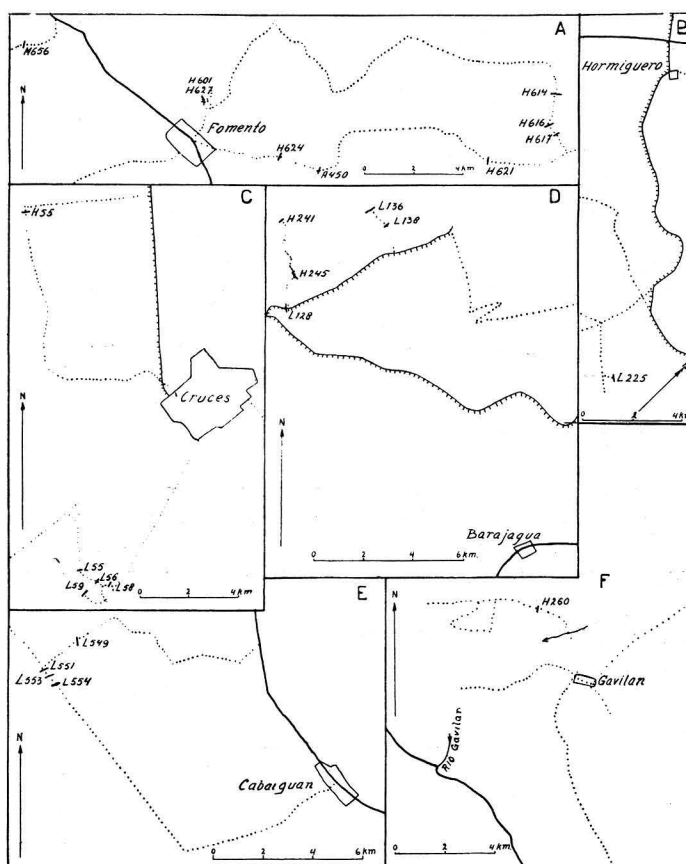 A
M656
N
H601
H627
Fomento
H624
A450
H614
H616
H617
H621
0 2 4 km
B
Hormiguero
L225
0 2 4 km
C
H55
Cruces
N
L55
L56
L59
L58
0 2 4 km
D
L136
L138
H241
H245
L128
N
Barajagua
0 2 4 6 km.
E
L549
L551
L553
L554
N
Cabaiguan
0 2 4 6 km
F
N
H260
Gavilan
Rio Gavilan
0 2 4 km